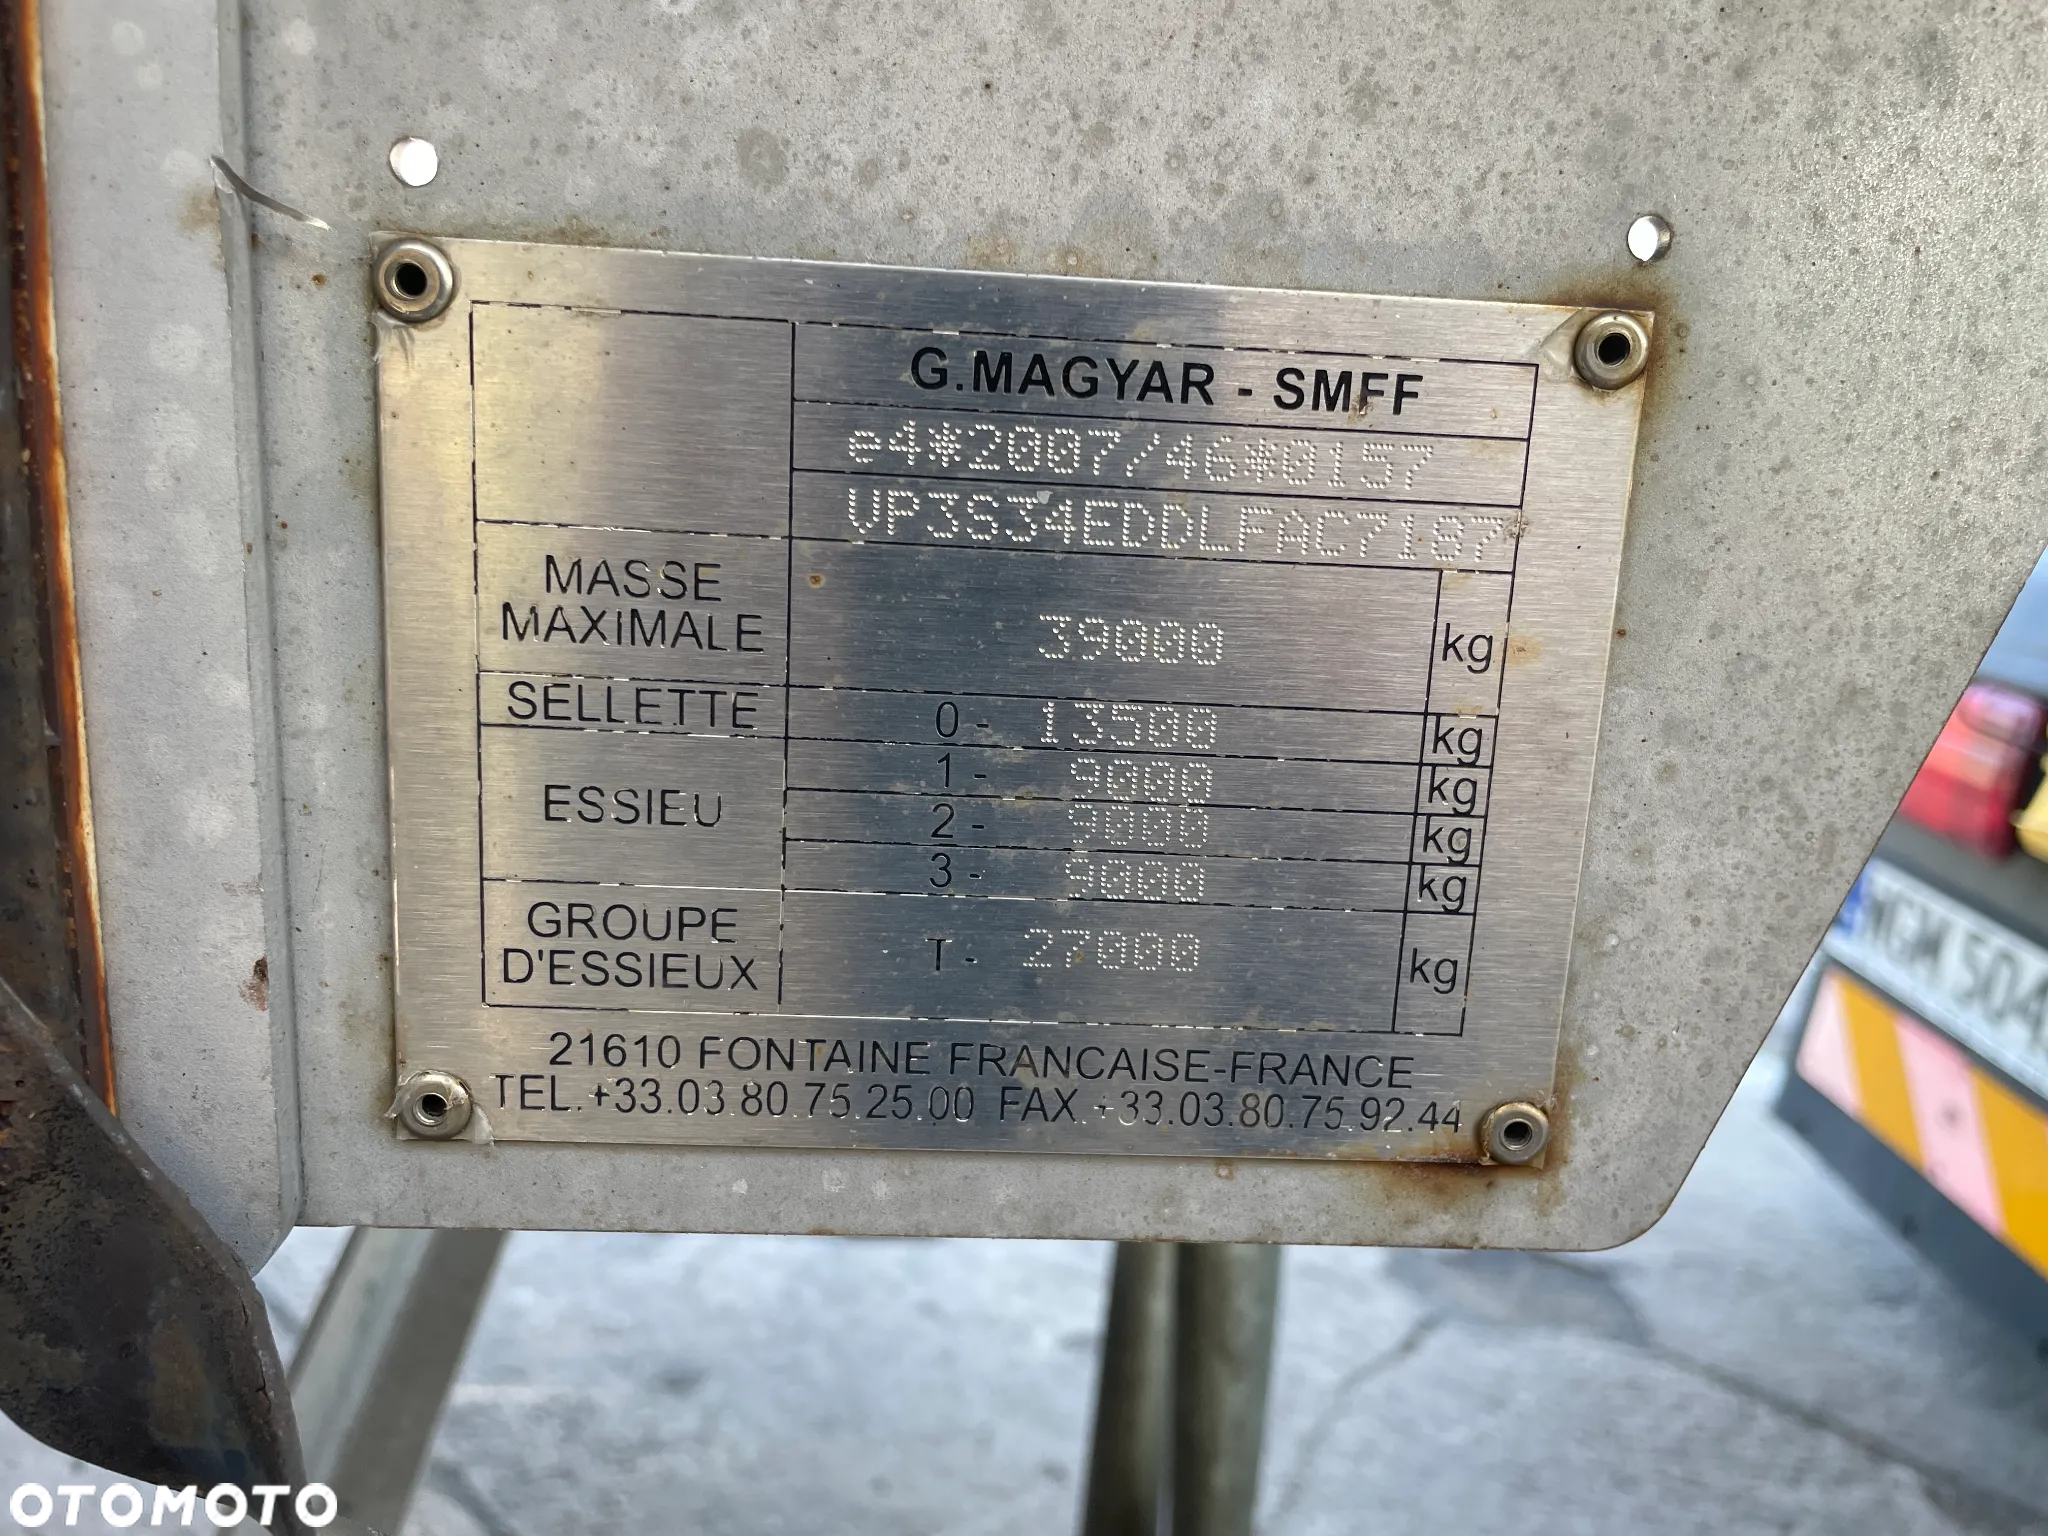 G.MAGYAR - SMFF
e4*2007/46*0157
VP3S34EDDLFAC7187
MASSE
MAXIMALE
39000 kg
SELLETTE 0 - 13500 kg
ESSIEU
1 - 9000 kg
2 - 9000 kg
3 - 9000 kg
GROUPE
D'ESSIEUX
T - 27000 kg
21610 FONTAINE FRANCAISE-FRANCE
TEL.+33.03.80.75.25.00 FAX.+33.03.80.75.92.44
WGM 504
OTOMOTO